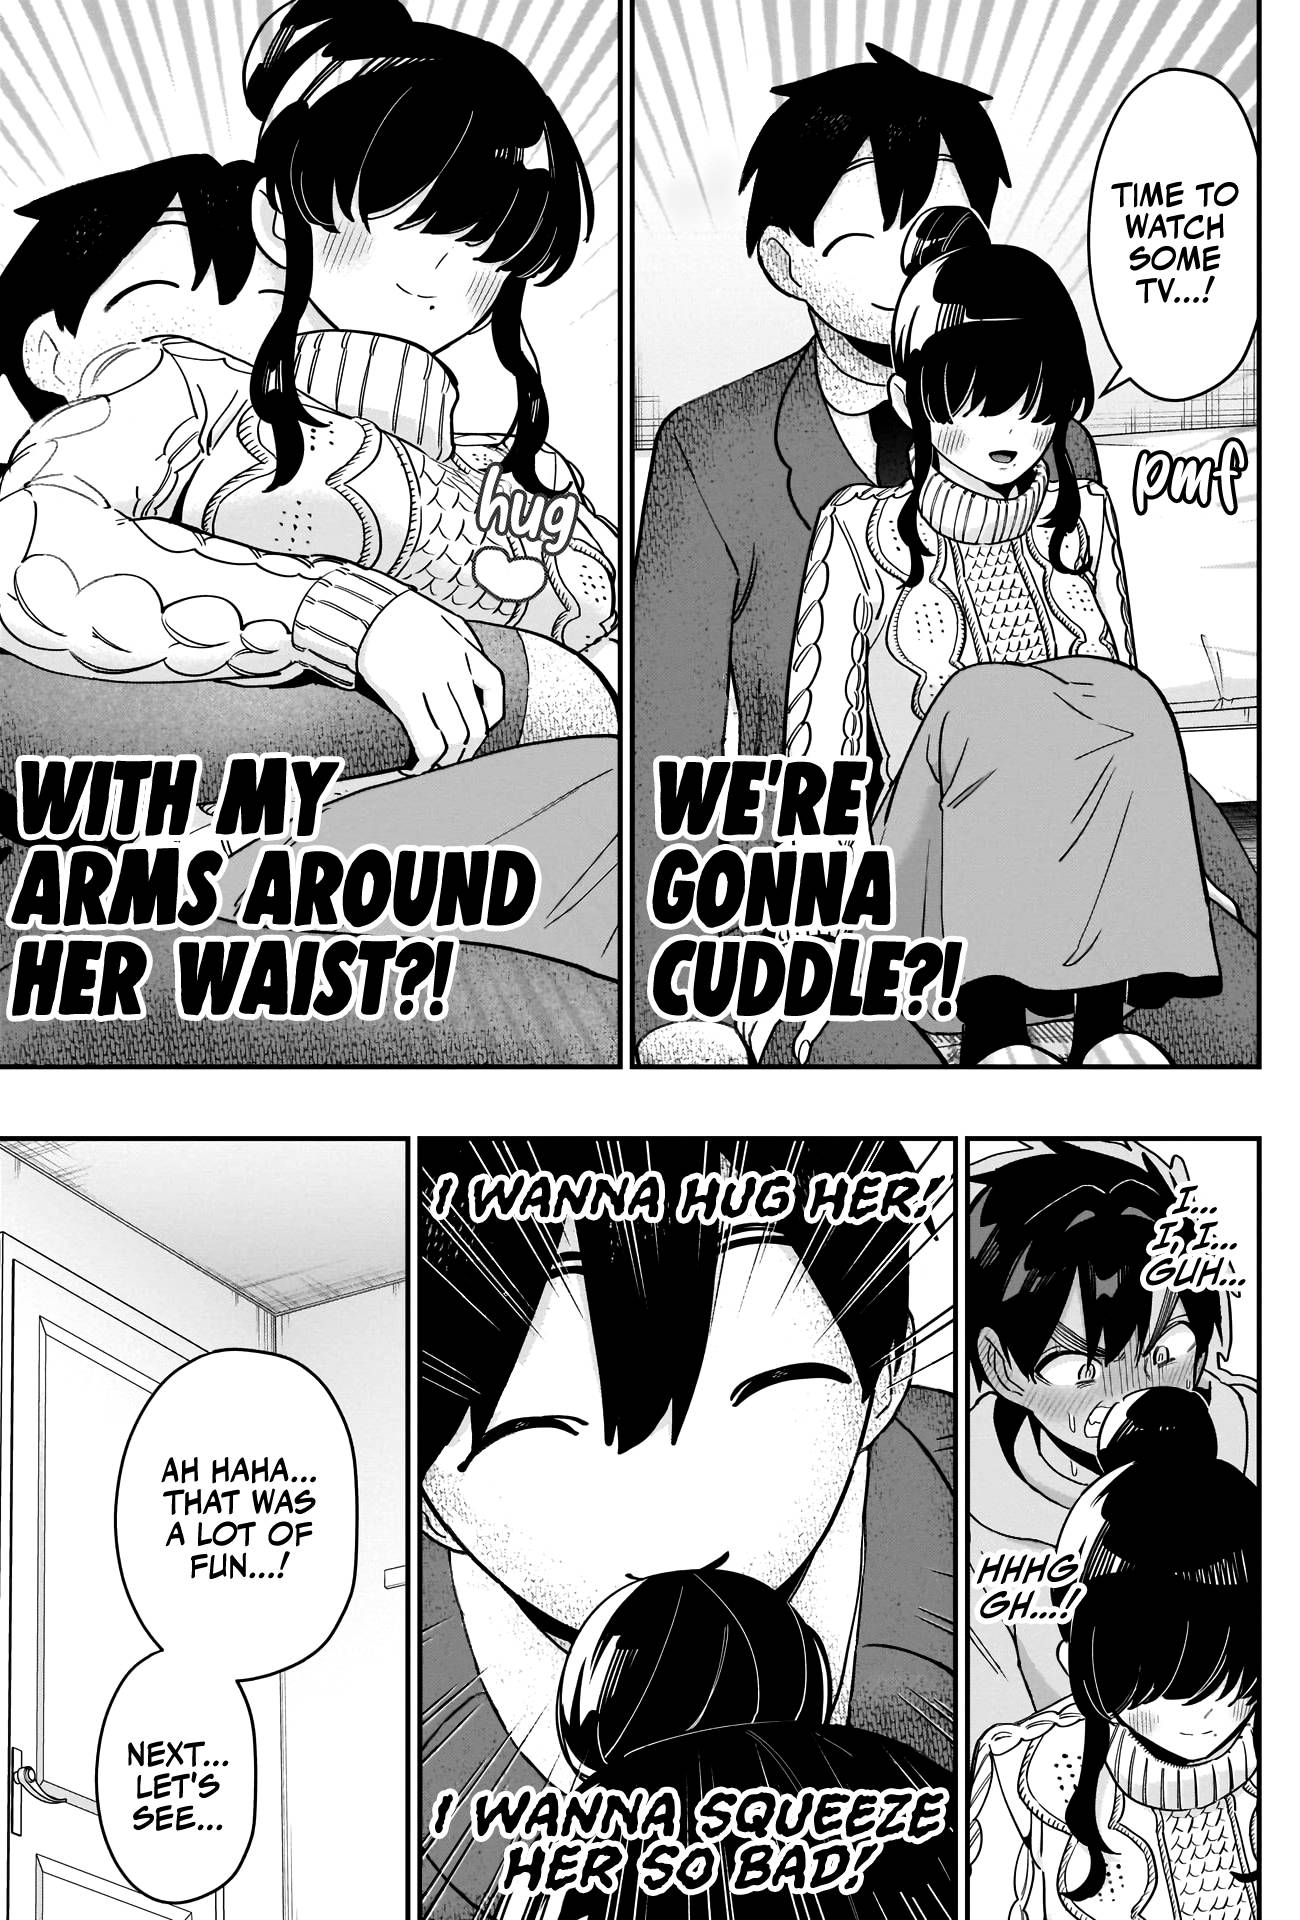 TIME TO
WATCH
SOME
TV...!
pmf
WE'RE
GONNA
CUDDLE?!
hug
WITH MY
ARMS AROUND
HER WAIST?!
I...
I, I...
GUH...
HHHG
GH...!
I WANNA HUG HER!
I WANNA SQUEEZE
HER SO BAD!
AH HAHA...
THAT WAS
A LOT OF
FUN...!
NEXT...
LET'S
SEE...